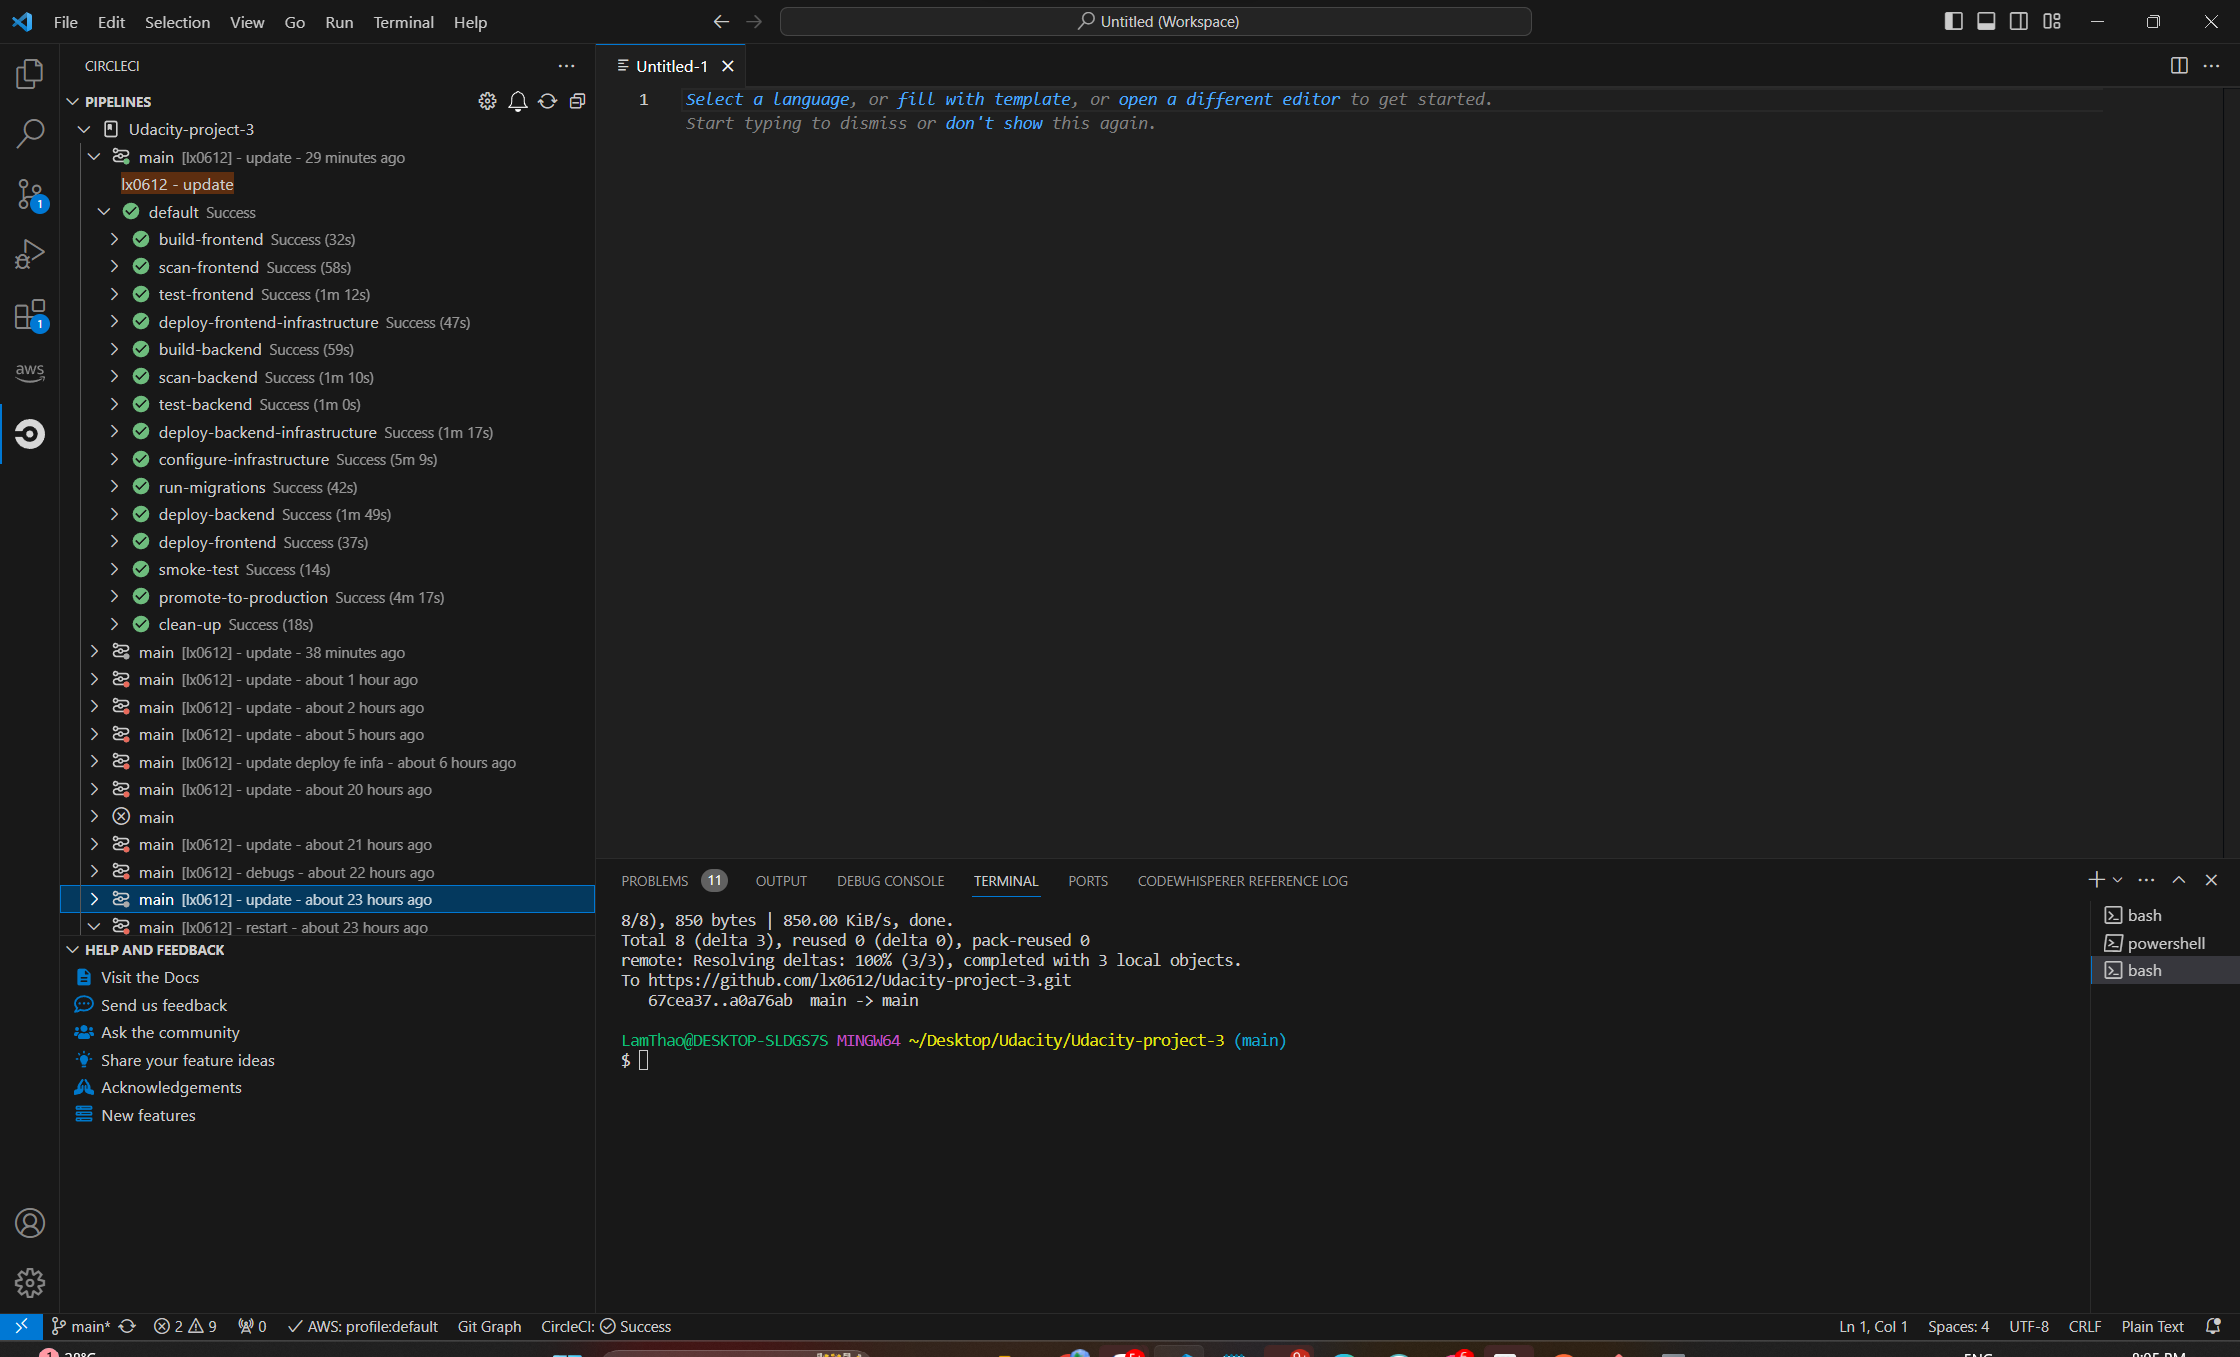 File Edit Selection View Go Run Terminal Help
Untitled (Workspace)
CIRCLECI
Untitled-1
PIPELINES
Udacity-project-3
main [lx0612] - update - 29 minutes ago
lx0612 - update
default Success
build-frontend Success (32s)
scan-frontend Success (58s)
test-frontend Success (1m 12s)
deploy-frontend-infrastructure Success (47s)
build-backend Success (59s)
scan-backend Success (1m 10s)
test-backend Success (1m 0s)
deploy-backend-infrastructure Success (1m 17s)
configure-infrastructure Success (5m 9s)
run-migrations Success (42s)
deploy-backend Success (1m 49s)
deploy-frontend Success (37s)
smoke-test Success (14s)
promote-to-production Success (4m 17s)
clean-up Success (18s)
main [lx0612] - update - 38 minutes ago
main [lx0612] - update - about 1 hour ago
main [lx0612] - update - about 2 hours ago
main [lx0612] - update - about 5 hours ago
main [lx0612] - update deploy fe infa - about 6 hours ago
main [lx0612] - update - about 20 hours ago
main
main [lx0612] - update - about 21 hours ago
main [lx0612] - debugs - about 22 hours ago
main [lx0612] - update - about 23 hours ago
main [lx0612] - restart - about 23 hours ago
HELP AND FEEDBACK
Visit the Docs
Send us feedback
Ask the community
Share your feature ideas
Acknowledgements
New features
1
1
aws
1 Select a language, or fill with template, or open a different editor to get started.
Start typing to dismiss or don't show this again.
PROBLEMS 11 OUTPUT DEBUG CONSOLE TERMINAL PORTS CODEWHISPERER REFERENCE LOG
8/8), 850 bytes | 850.00 KiB/s, done.
Total 8 (delta 3), reused 0 (delta 0), pack-reused 0
remote: Resolving deltas: 100% (3/3), completed with 3 local objects.
To https://github.com/lx0612/Udacity-project-3.git
67cea37..a0a76ab main -> main
LamThao@DESKTOP-SLDGS7S MINGW64 ~/Desktop/Udacity/Udacity-project-3 (main)
$
bash
powershell
bash
main* 2 9 0 AWS: profile:default Git Graph CircleCI: Success
Ln 1, Col 1 Spaces: 4 UTF-8 CRLF Plain Text